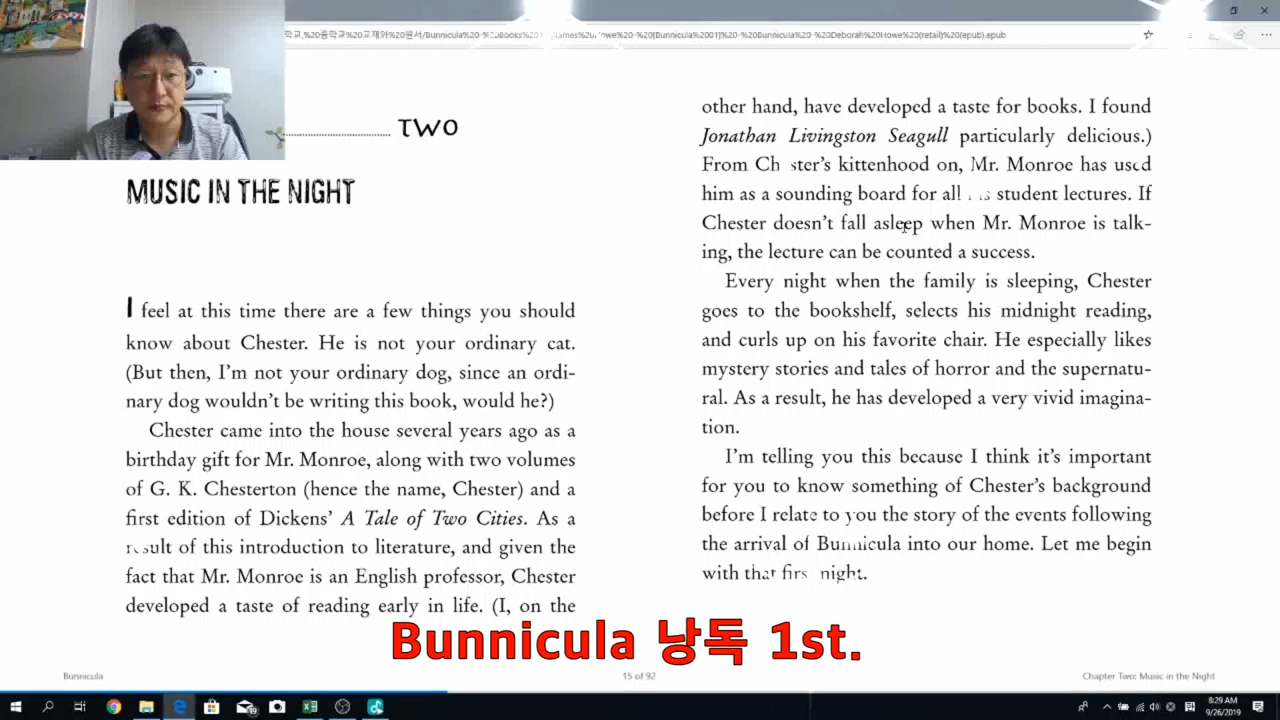 TWO
MUSIC IN THE NIGHT
I feel at this time there are a few things you should
know about Chester. He is not your ordinary cat.
(But then, I'm not your ordinary dog, since an ordi-
nary dog wouldn't be writing this book, would he?)
Chester came into the house several years ago as a
birthday gift for Mr. Monroe, along with two volumes
of G. K. Chesterton (hence the name, Chester) and a
first edition of Dickens' A Tale of Two Cities. As a
result of this introduction to literature, and given the
fact that Mr. Monroe is an English professor, Chester
developed a taste of reading early in life. (I, on the
other hand, have developed a taste for books. I found
Jonathan Livingston Seagull particularly delicious.)
From Chester's kittenhood on, Mr. Monroe has used
him as a sounding board for all student lectures. If
Chester doesn't fall asleep when Mr. Monroe is talk-
ing, the lecture can be counted a success.
Every night when the family is sleeping, Chester
goes to the bookshelf, selects his midnight reading,
and curls up on his favorite chair. He especially likes
mystery stories and tales of horror and the supernatu-
ral. As a result, he has developed a very vivid imagina-
tion.
I'm telling you this because I think it's important
for you to know something of Chester's background
before I relate to you the story of the events following
the arrival of Bunnicula into our home. Let me begin
with that first night.
Bunnicula 낭독 1st.
Bunnicula
15 of 92
Chapter Two: Music in the Night
8:29 AM
9/26/2019